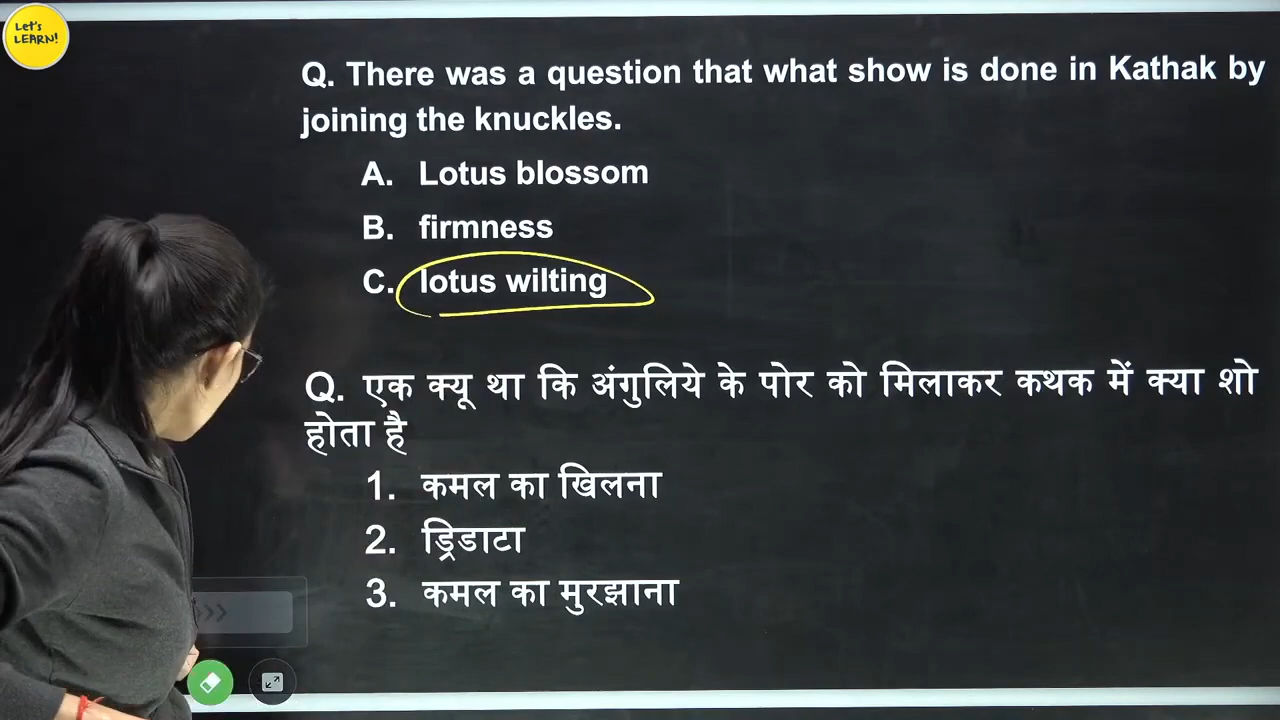 Let's
LEARN!
Q. There was a question that what show is done in Kathak by
joining the knuckles.
A. Lotus blossom
B. firmness
C. lotus wilting
Q. एक क्यू था कि अंगुलिये के पोर को मिलाकर कथक में क्या शो
होता है
1. कमल का खिलना
2. ड्रिडाटा
3. कमल का मुरझाना